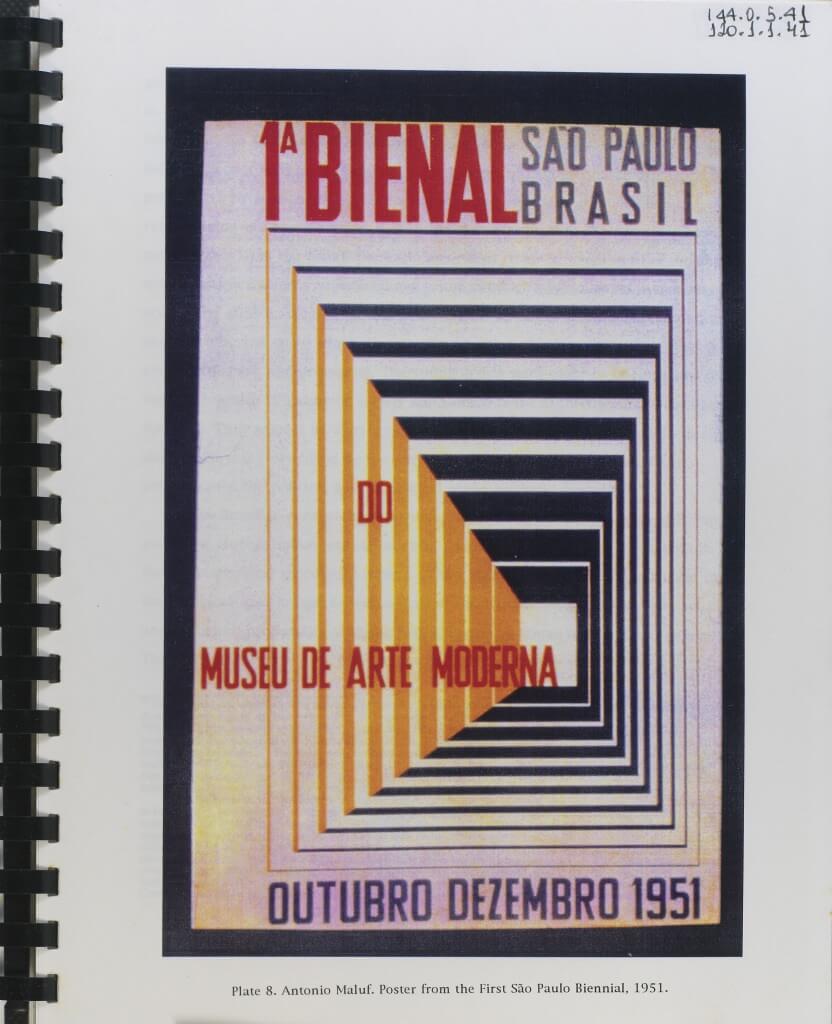 144.0.5.41
120.1.1.41
1A BIENAL SÃO PAULO
BRASIL
DO
MUSEU DE ARTE MODERNA
OUTUBRO DEZEMBRO 1951
Plate 8. Antonio Maluf. Poster from the First São Paulo Biennial, 1951.